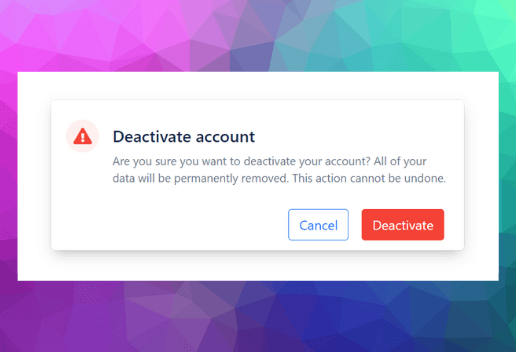 Deactivate account
Are you sure you want to deactivate your account? All of your
data will be permanently removed. This action cannot be undone.
Cancel Deactivate